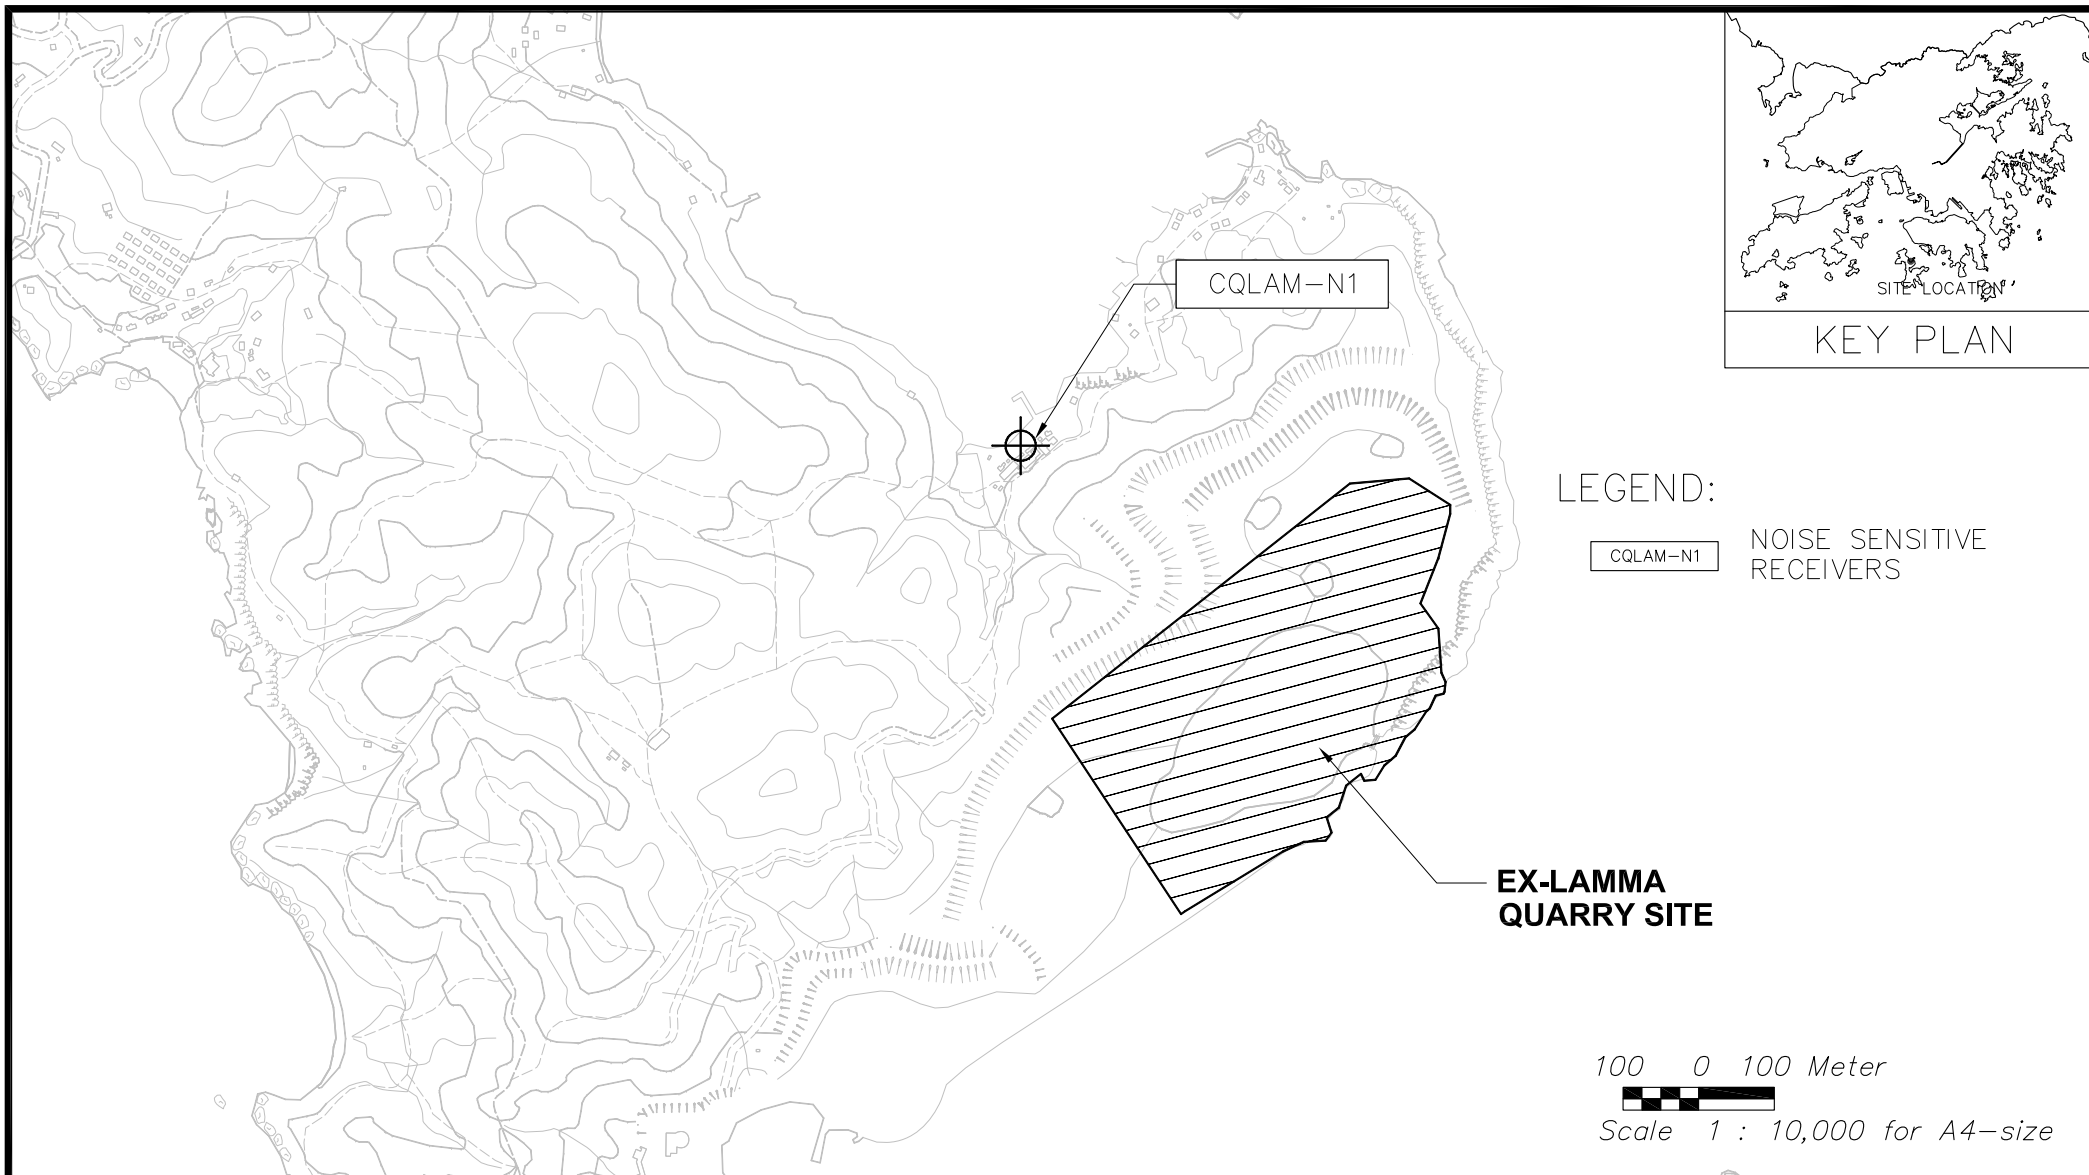 CQLAM-N1
SITE LOCATION
KEY PLAN
LEGEND:
CQLAM-N1
NOISE SENSITIVE
RECEIVERS
EX-LAMMA
QUARRY SITE
100 0 100 Meter
Scale 1 : 10,000 for A4-size